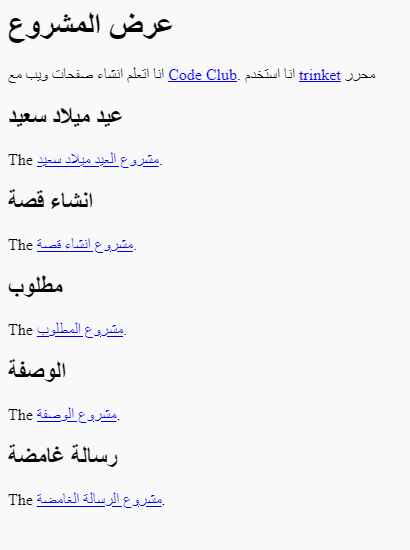 عرض المشروع
انا اتعلم انشاء صفحات ويب مع Code Club. انا استخدم trinket محرر
عيد ميلاد سعيد
The مشروع العيد ميلاد سعيد.
انشاء قصة
The مشروع انشاء قصة.
مطلوب
The مشروع المطلوب.
الوصفة
The مشروع الوصفة.
رسالة غامضة
The مشروع الرسالة الغامضة.